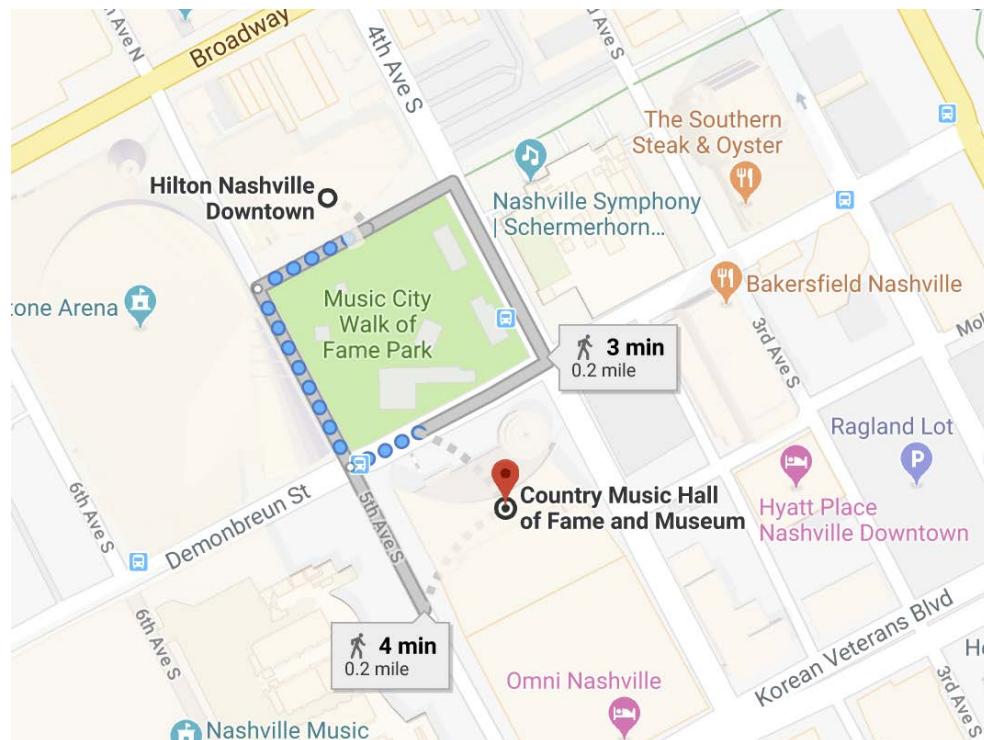 Ave N
Broadway
4th Ave S
Ave S
The Southern
Steak & Oyster
Hilton Nashville
Downtown
Nashville Symphony
| Schermerhorn...
tone Arena
Music City
Walk of
Fame Park
Bakersfield Nashville
3 min
0.2 mile
3rd Ave S
Ragland Lot
P
6th Ave S
Demonbreun St
5th Ave S
Country Music Hall
of Fame and Museum
Hyatt Place
Nashville Downtown
6th Ave S
4 min
0.2 mile
Omni Nashville
Korean Veterans Blvd
3rd Ave S
Nashville Music